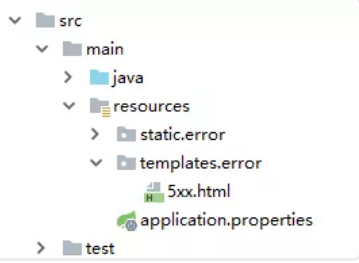 src
main
java
resources
static.error
templates.error
H
5xx.html
application.properties
test